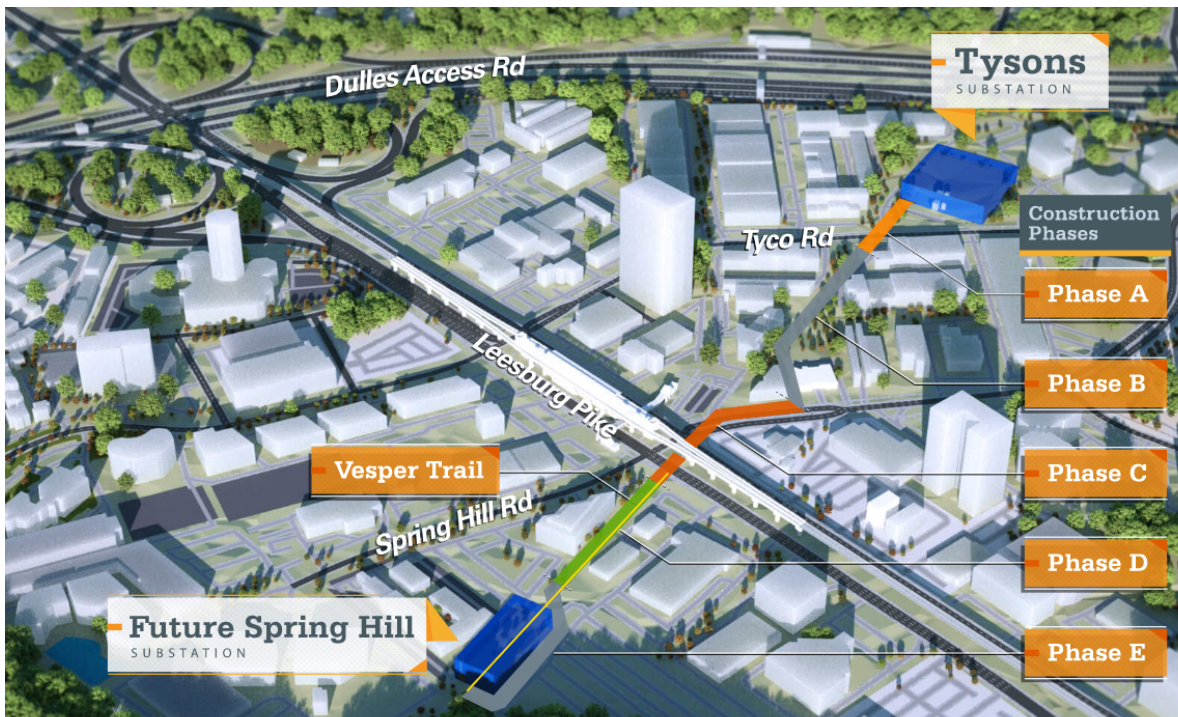 Dulles Access Rd
Tysons
SUBSTATION
Construction
Phases
Tyco Rd
Phase A
Leesburg Pike
Phase B
Vesper Trail
Phase C
Spring Hill Rd
Phase D
Future Spring Hill
SUBSTATION
Phase E